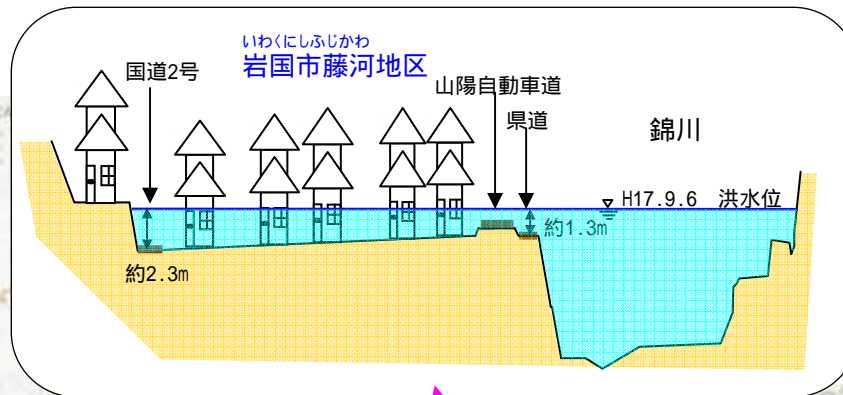 いわくにしふじかわ
岩国市藤河地区
国道2号
山陽自動車道
県道
錦川
H17.9.6 洪水位
約1.3m
約2.3m